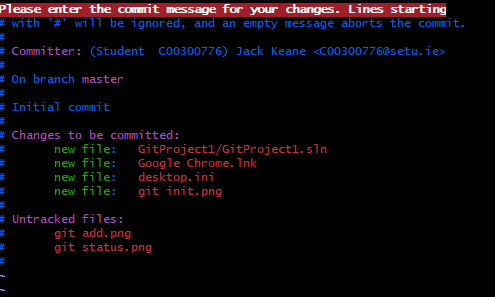 Please enter the commit message for your changes. Lines starting
# with '#' will be ignored, and an empty message aborts the commit.
#
# Committer: (Student  C00300776) Jack Keane <C00300776@setu.ie>
#
# On branch master
#
# Initial commit
#
# Changes to be committed:
#       new file:   GitProject1/GitProject1.sln
#       new file:   Google Chrome.lnk
#       new file:   desktop.ini
#       new file:   git init.png
#
# Untracked files:
#       git add.png
#       git status.png
#
~
~